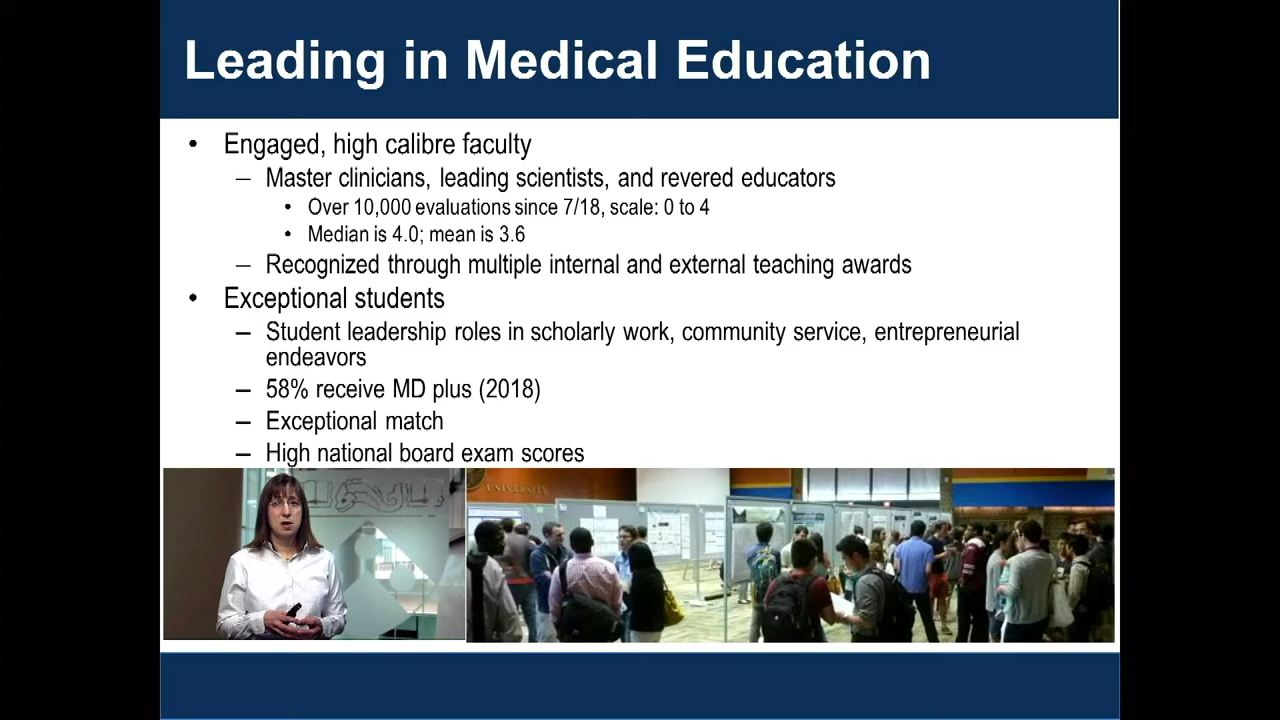 Leading in Medical Education
• Engaged, high calibre faculty
– Master clinicians, leading scientists, and revered educators
• Over 10,000 evaluations since 7/18, scale: 0 to 4
• Median is 4.0; mean is 3.6
– Recognized through multiple internal and external teaching awards
• Exceptional students
– Student leadership roles in scholarly work, community service, entrepreneurial
endeavors
– 58% receive MD plus (2018)
– Exceptional match
– High national board exam scores
UNIVERSITY